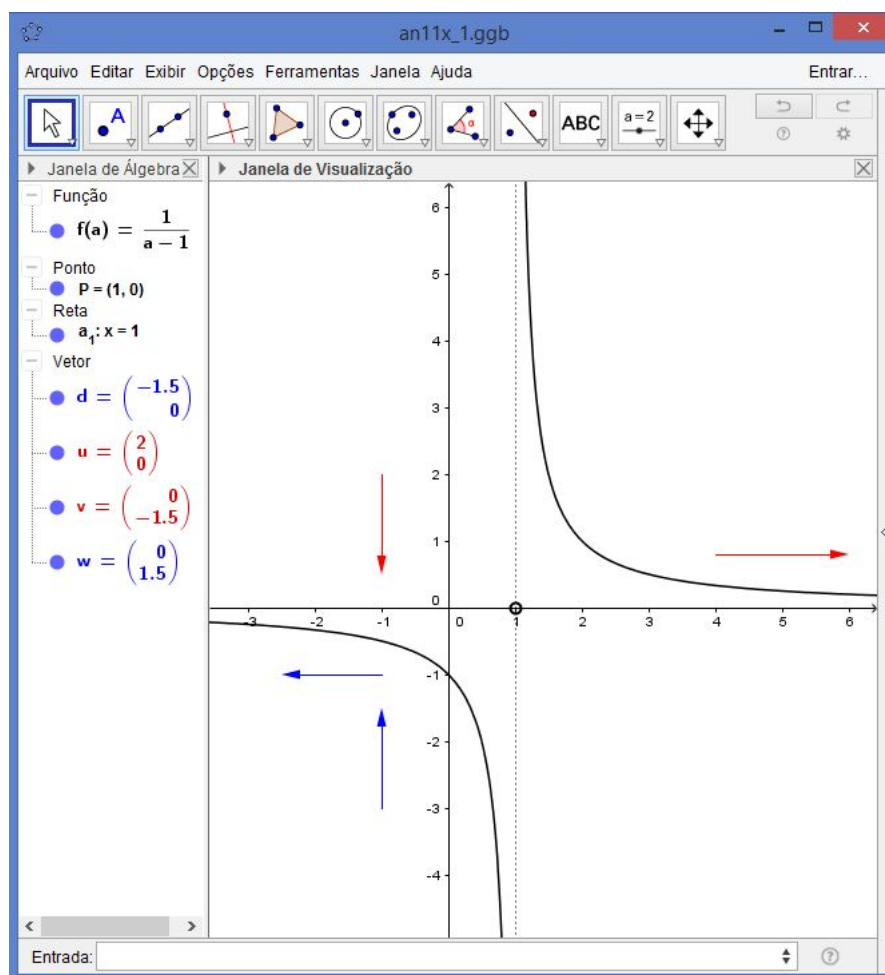 an11x_1.ggb
Arquivo Editar Exibir Opções Ferramentas Janela Ajuda Entrar...
A α ABC a = 2
Janela de Álgebra Janela de Visualização
Função
f(a) = 1/(a − 1)
Ponto
P = (1, 0)
Reta
a₁: x = 1
Vetor
d = (−1.5 0)
u = (2 0)
v = (0 −1.5)
w = (0 1.5)
6
5
4
3
2
1
0
-3 -2 -1 0 1 2 3 4 5 6
-1
-2
-3
-4
Entrada: